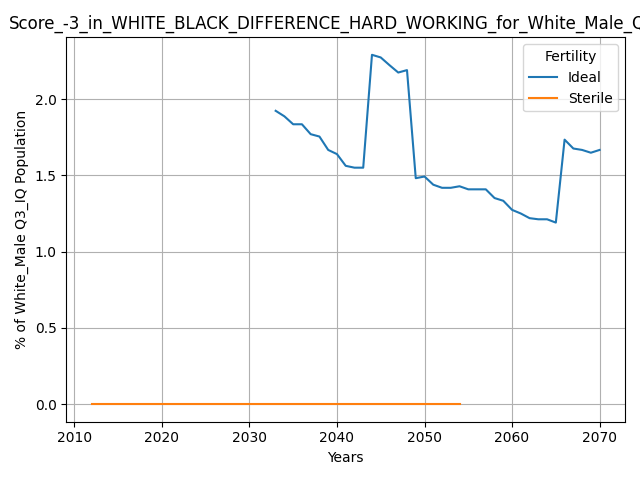 Score_-3_in_WHITE_BLACK_DIFFERENCE_HARD_WORKING_for_White_Male_Q
Fertility
Ideal
Sterile
% of White_Male Q3_IQ Population
2.0
1.5
1.0
0.5
0.0
2010 2020 2030 2040 2050 2060 2070
Years